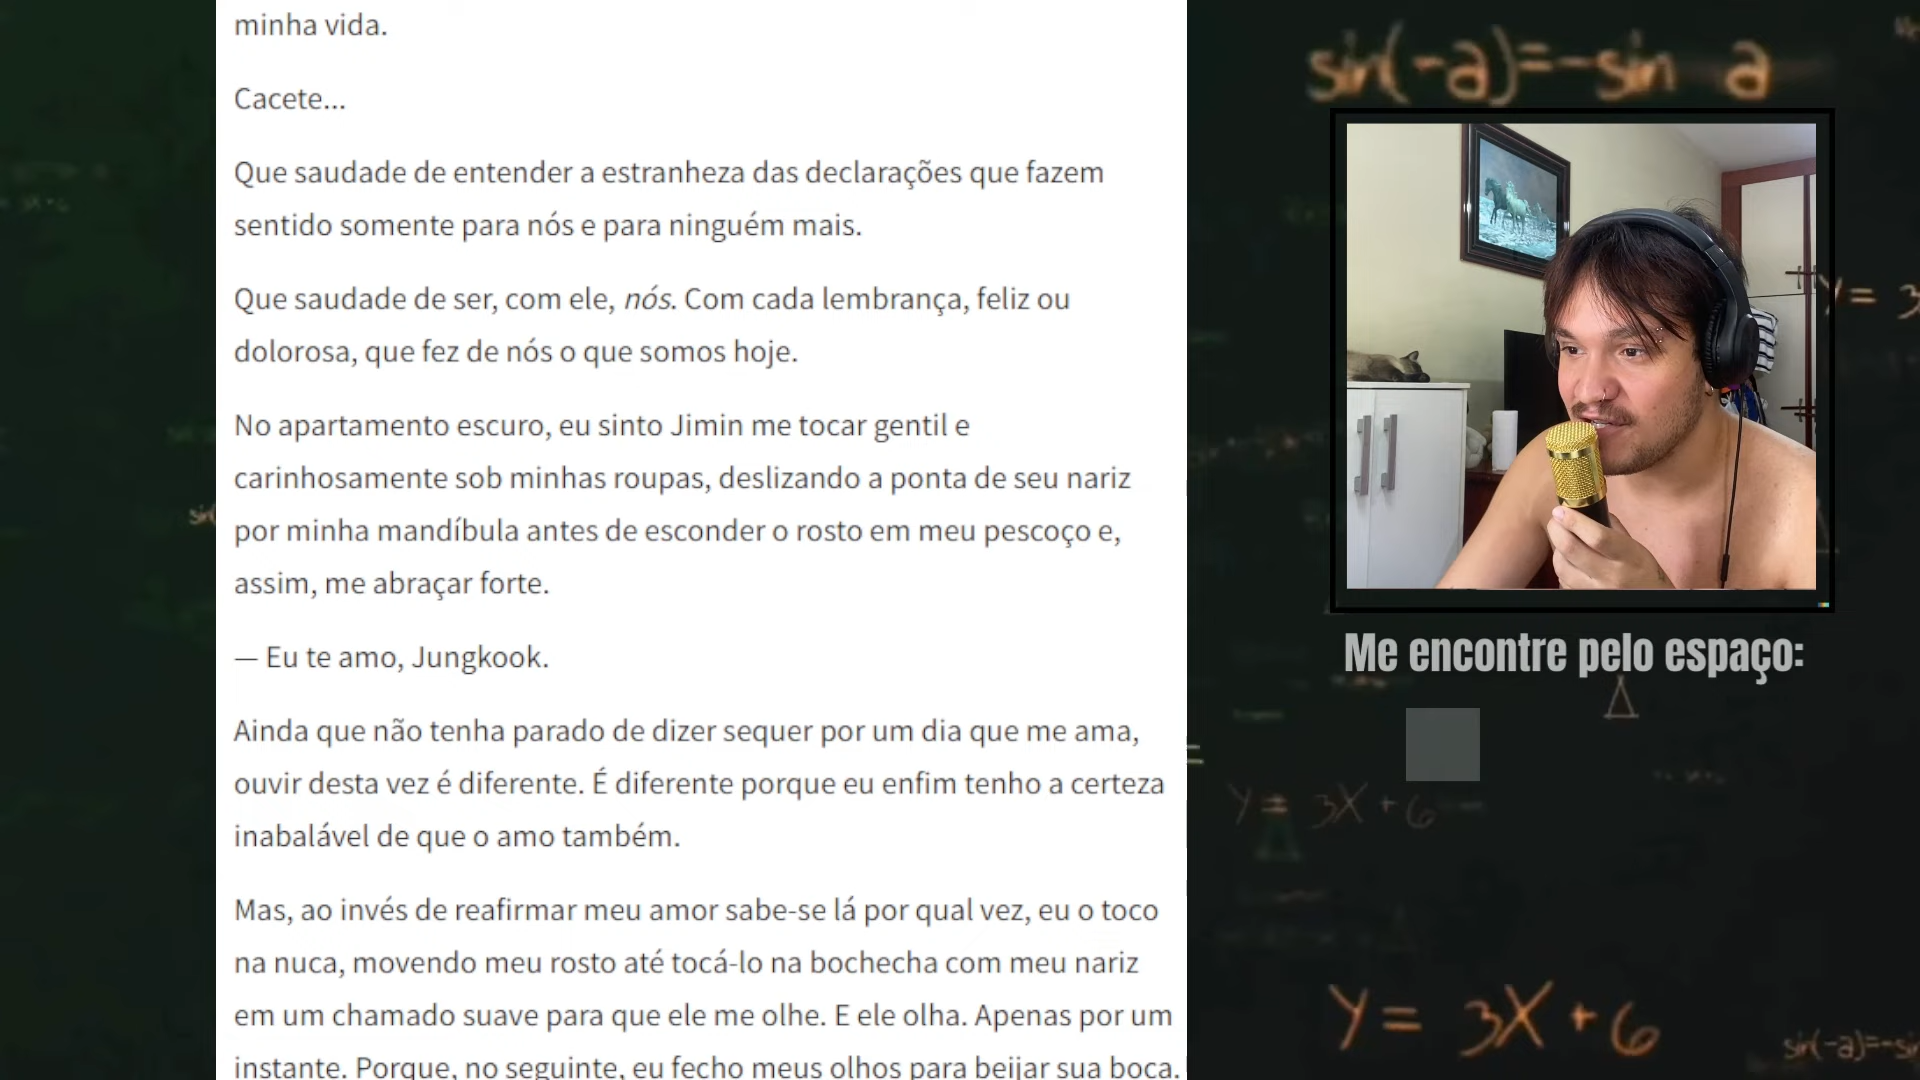 minha vida.
Cacete...
Que saudade de entender a estranheza das declarações que fazem
sentido somente para nós e para ninguém mais.
Que saudade de ser, com ele, nós. Com cada lembrança, feliz ou
dolorosa, que fez de nós o que somos hoje.
No apartamento escuro, eu sinto Jimin me tocar gentil e
carinhosamente sob minhas roupas, deslizando a ponta de seu nariz
por minha mandíbula antes de esconder o rosto em meu pescoço e,
assim, me abraçar forte.
— Eu te amo, Jungkook.
Ainda que não tenha parado de dizer sequer por um dia que me ama,
ouvir desta vez é diferente. É diferente porque eu enfim tenho a certeza
inabalável de que o amo também.
Mas, ao invés de reafirmar meu amor sabe-se lá por qual vez, eu o toco
na nuca, movendo meu rosto até tocá-lo na bochecha com meu nariz
em um chamado suave para que ele me olhe. E ele olha. Apenas por um
instante. Porque, no seguinte, eu fecho meus olhos para beijar sua boca.
sin(-a)=-sin a
Y= 3
Me encontre pelo espaço:
Δ
Y= 3X+6
Y= 3X+6
sin(-a)=-sin